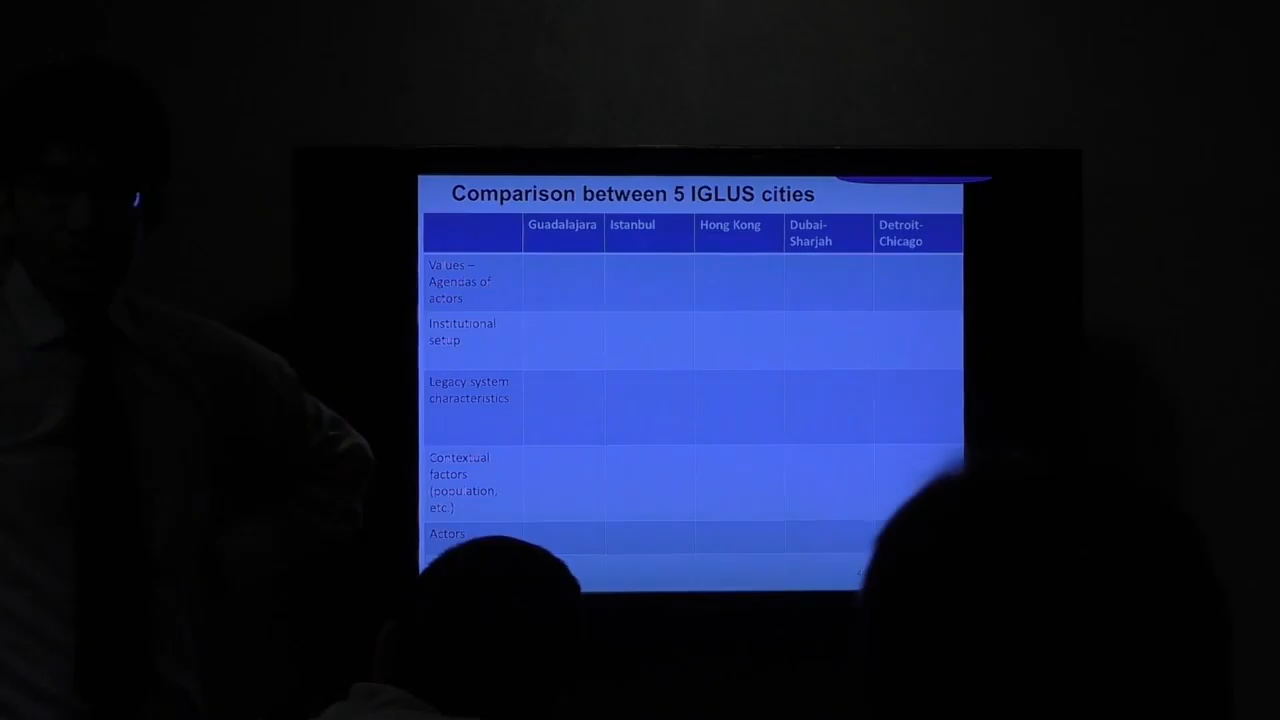 Comparison between 5 IGLUS cities
Guadalajara Istanbul Hong Kong Dubai- Detroit-
Sharjah Chicago
Values –
Agendas of
actors
Institutional
setup
Legacy system
characteristics
Contextual
factors
(population,
etc.)
Actors